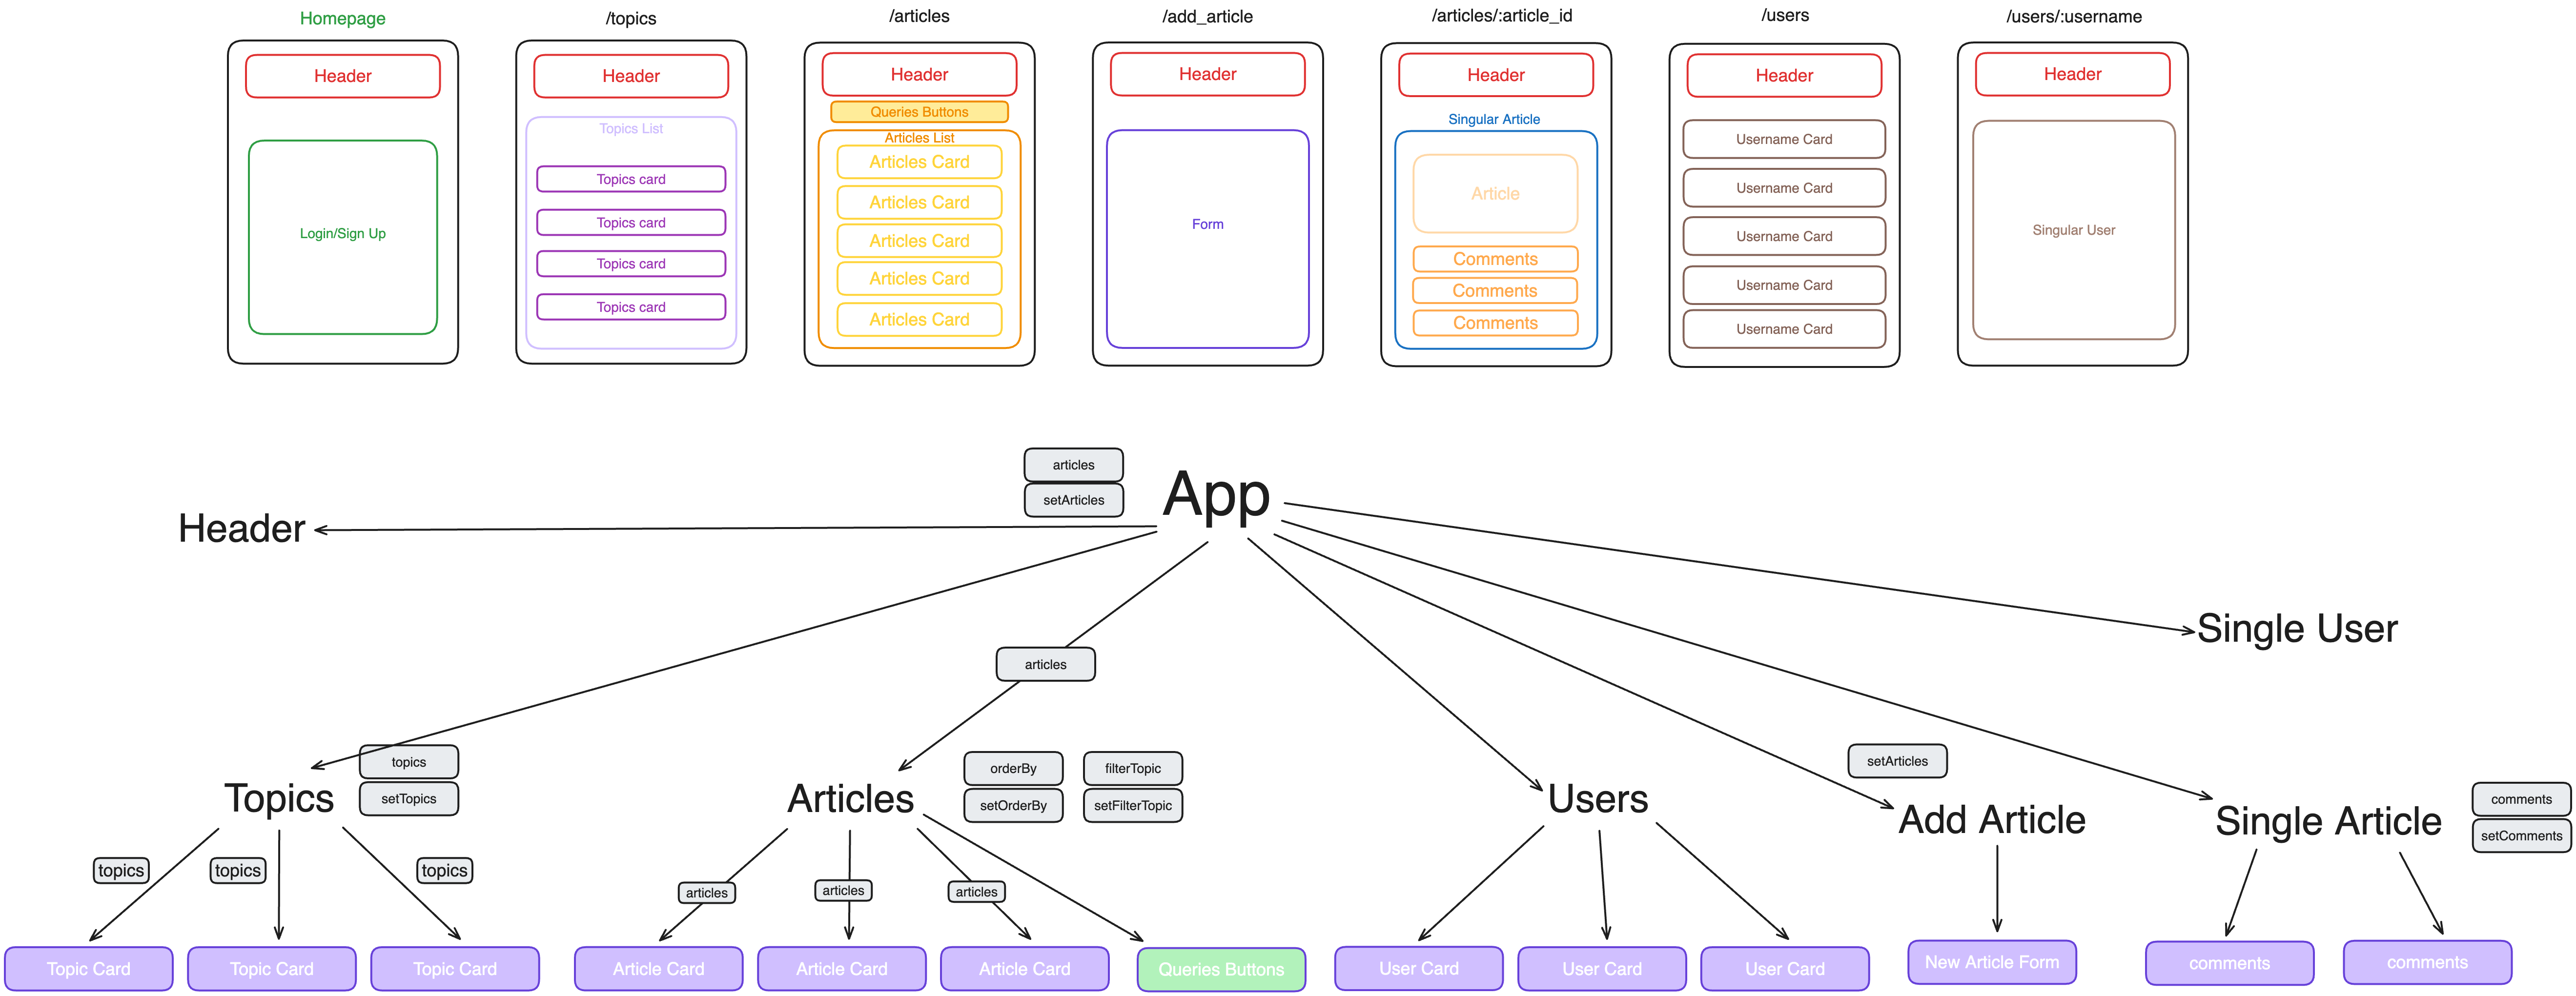 Homepage
/topics
/articles
/add_article
/articles/:article_id
/users
/users/:username
Header
Header
Header
Header
Header
Header
Header
Login/Sign Up
Topics List
Topics card
Topics card
Topics card
Topics card
Queries Buttons
Articles List
Articles Card
Articles Card
Articles Card
Articles Card
Articles Card
Form
Singular Article
Article
Comments
Comments
Comments
Username Card
Username Card
Username Card
Username Card
Username Card
Singular User
articles
setArticles
App
Header
Single User
articles
Topics
topics
setTopics
Articles
orderBy
setOrderBy
filterTopic
setFilterTopic
Users
setArticles
Add Article
Single Article
comments
setComments
topics
topics
topics
articles
articles
articles
Topic Card
Topic Card
Topic Card
Article Card
Article Card
Article Card
Queries Buttons
User Card
User Card
User Card
New Article Form
comments
comments